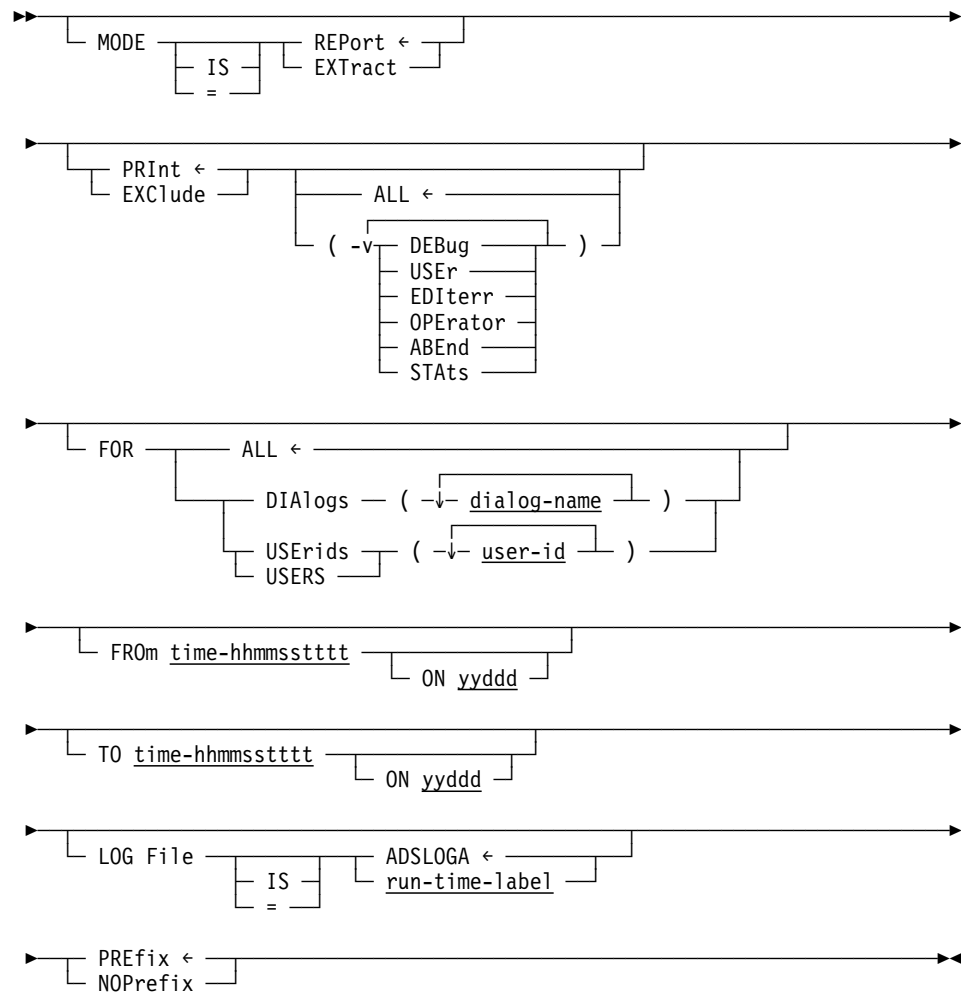 MODE REPort ←
IS EXTract
=
PRInt ←
EXClude ALL ←
( -v DEBug )
USEr
EDIterr
OPErator
ABEnd
STAts
FOR ALL ←
DIAlogs ( dialog-name )
USErids ( user-id )
USERS
FROm time-hhmmsstttt
ON yyddd
TO time-hhmmsstttt
ON yyddd
LOG File ADSLOGA ←
IS run-time-label
=
PREfix ←
NOPrefix